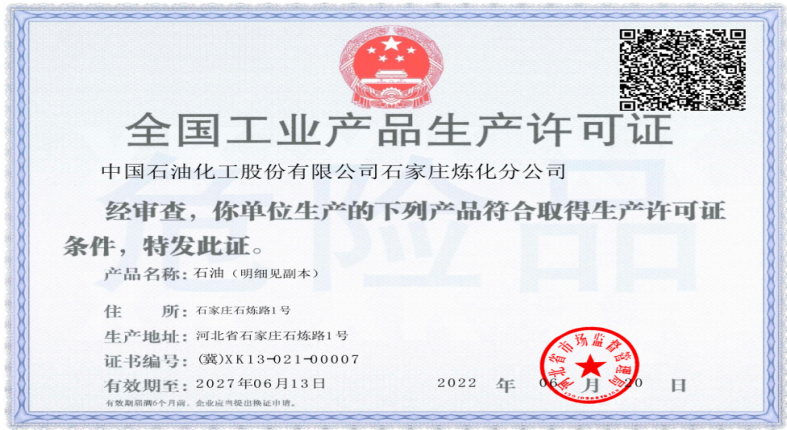 全国工业产品生产许可证
中国石油化工股份有限公司石家庄炼化分公司
经审查，你单位生产的下列产品符合取得生产许可证
条件，特发此证。
产品名称：石油（明细见副本）
住 所：石家庄石炼路1号
生产地址：河北省石家庄石炼路1号
证书编号：(冀)XK13-021-00007
有效期至：2027年06月13日
2022 年 06 月 20 日
有效期届满6个月前，企业应当提出换证申请。
河北省市场监督管理局
危险品